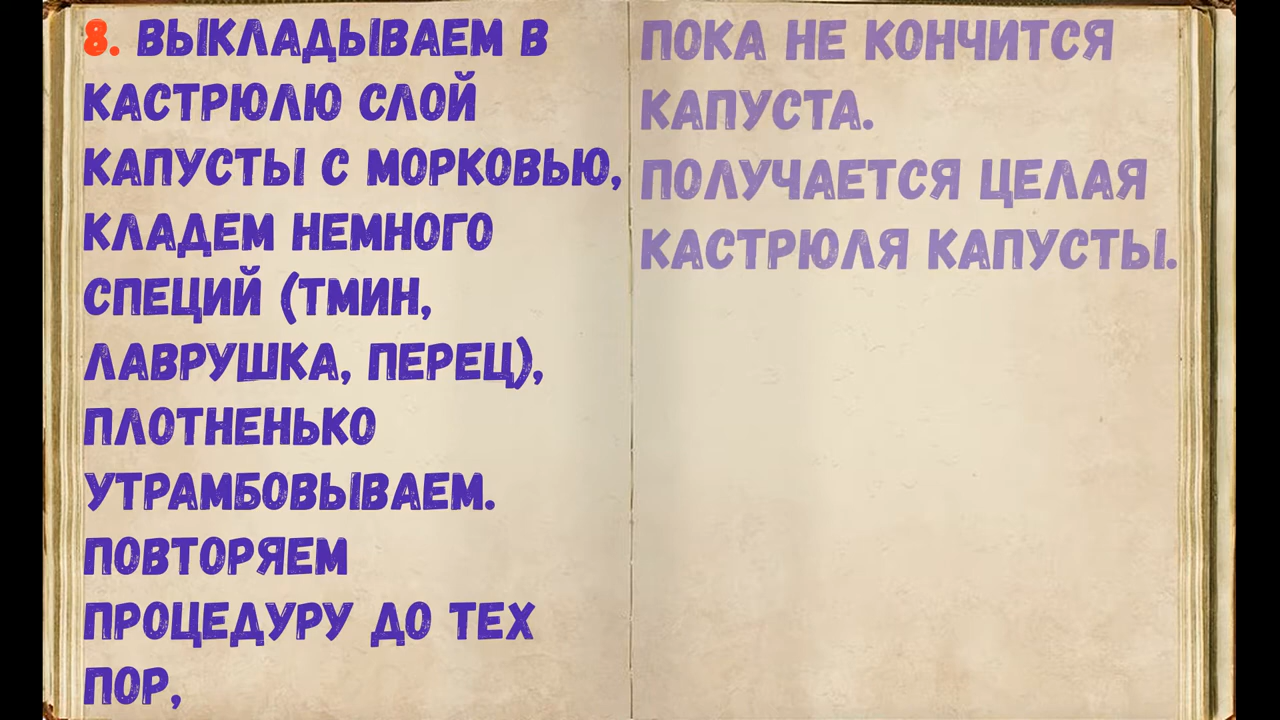 8. ВЫКЛАДЫВАЕМ В
КАСТРЮЛЮ СЛОЙ
КАПУСТЫ С МОРКОВЬЮ,
КЛАДЕМ НЕМНОГО
СПЕЦИЙ (ТМИН,
ЛАВРУШКА, ПЕРЕЦ),
ПЛОТНЕНЬКО
УТРАМБОВЫВАЕМ.
ПОВТОРЯЕМ
ПРОЦЕДУРУ ДО ТЕХ
ПОР,
ПОКА НЕ КОНЧИТСЯ
КАПУСТА.
ПОЛУЧАЕТСЯ ЦЕЛАЯ
КАСТРЮЛЯ КАПУСТЫ.